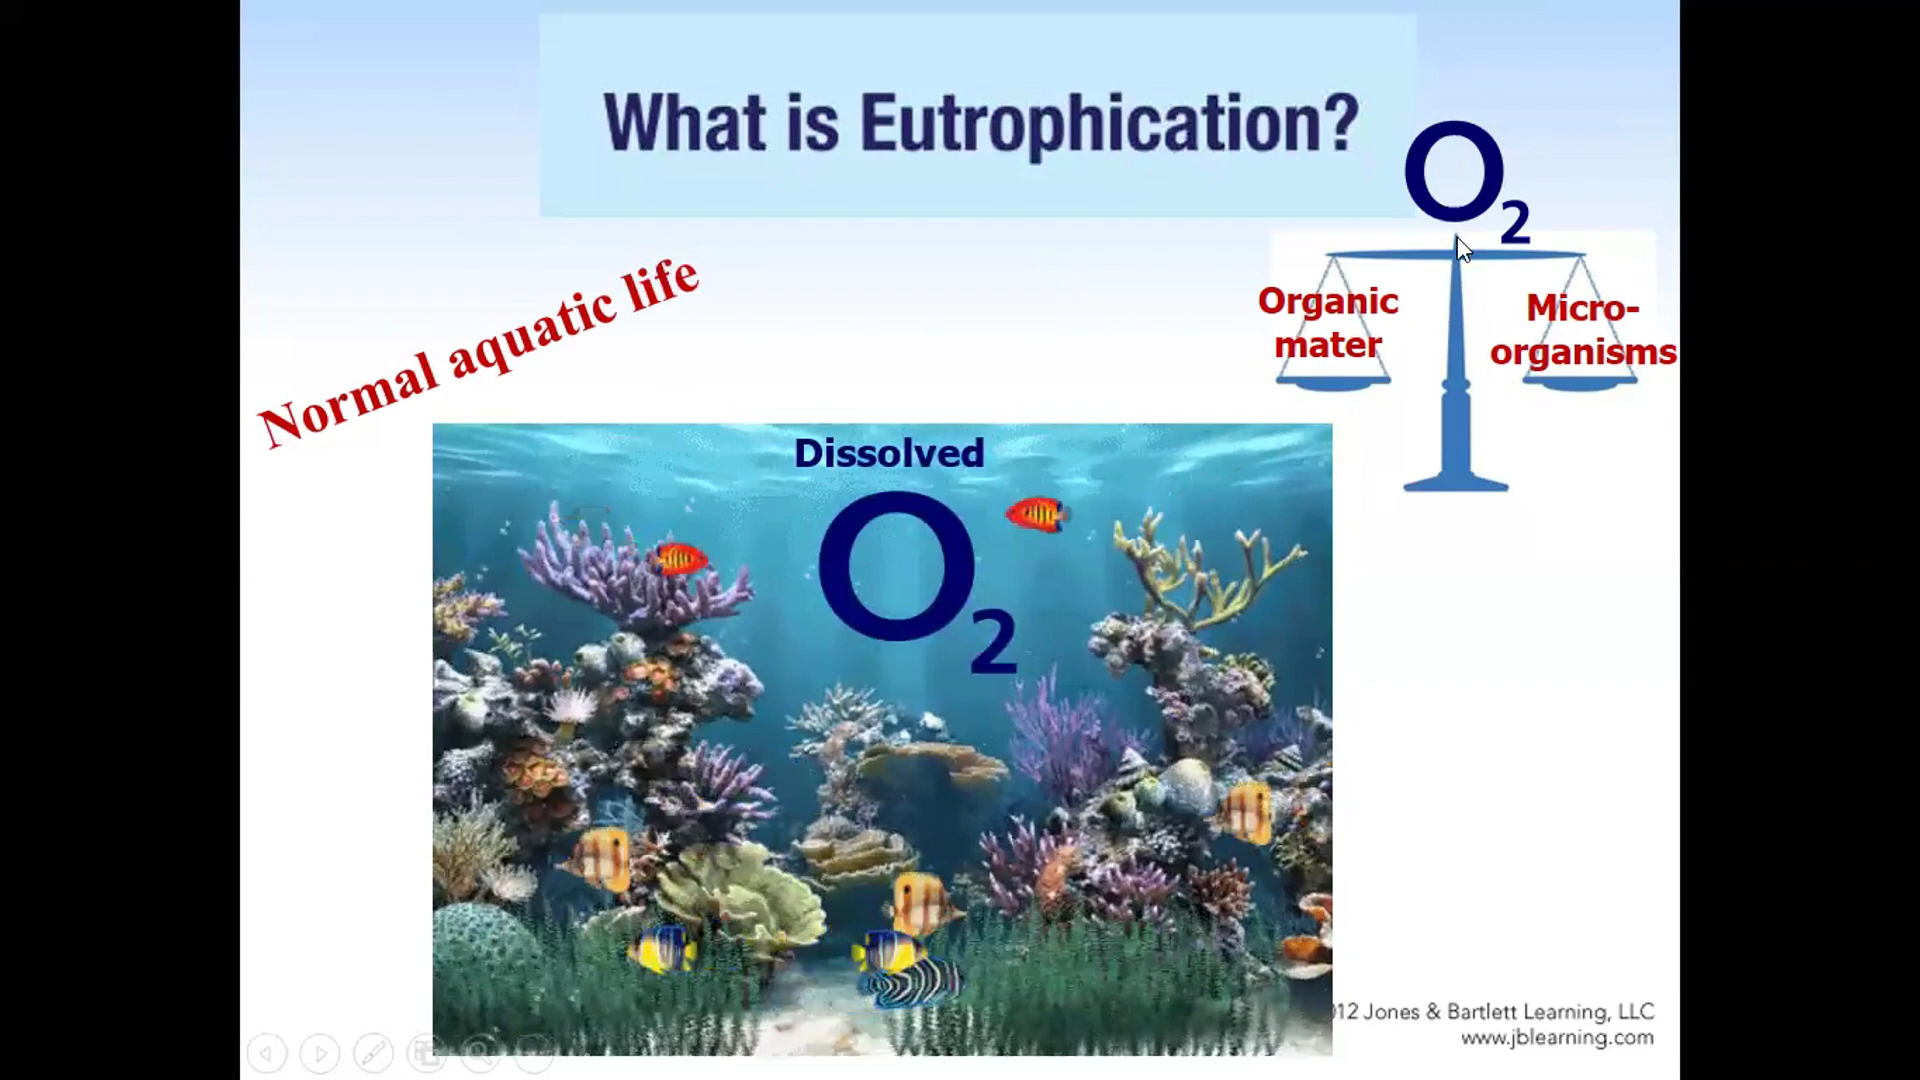 What is Eutrophication?
O2
Normal aquatic life
Organic
mater
Micro-
organisms
Dissolved
O2
12 Jones & Bartlett Learning, LLC
www.jblearning.com